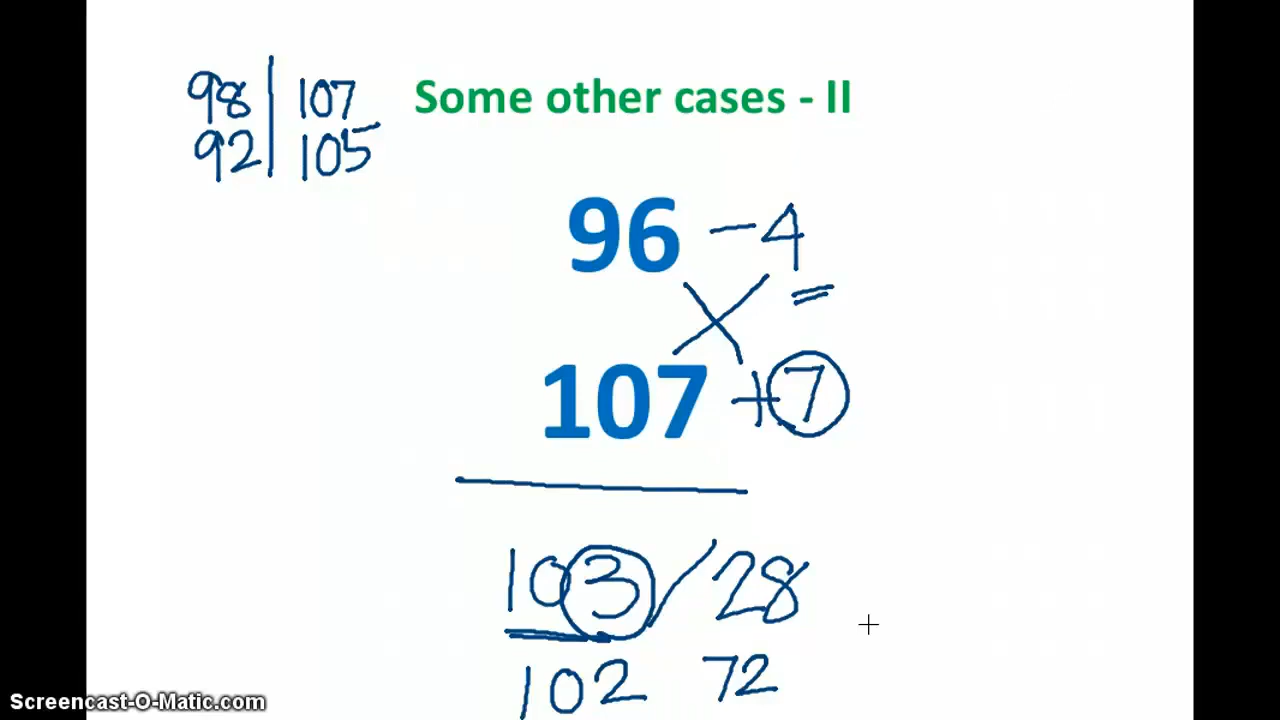 98 | 107
92 | 105
Some other cases - II
96 -4
107 +7
103/28
102 72
Screencast-O-Matic.com